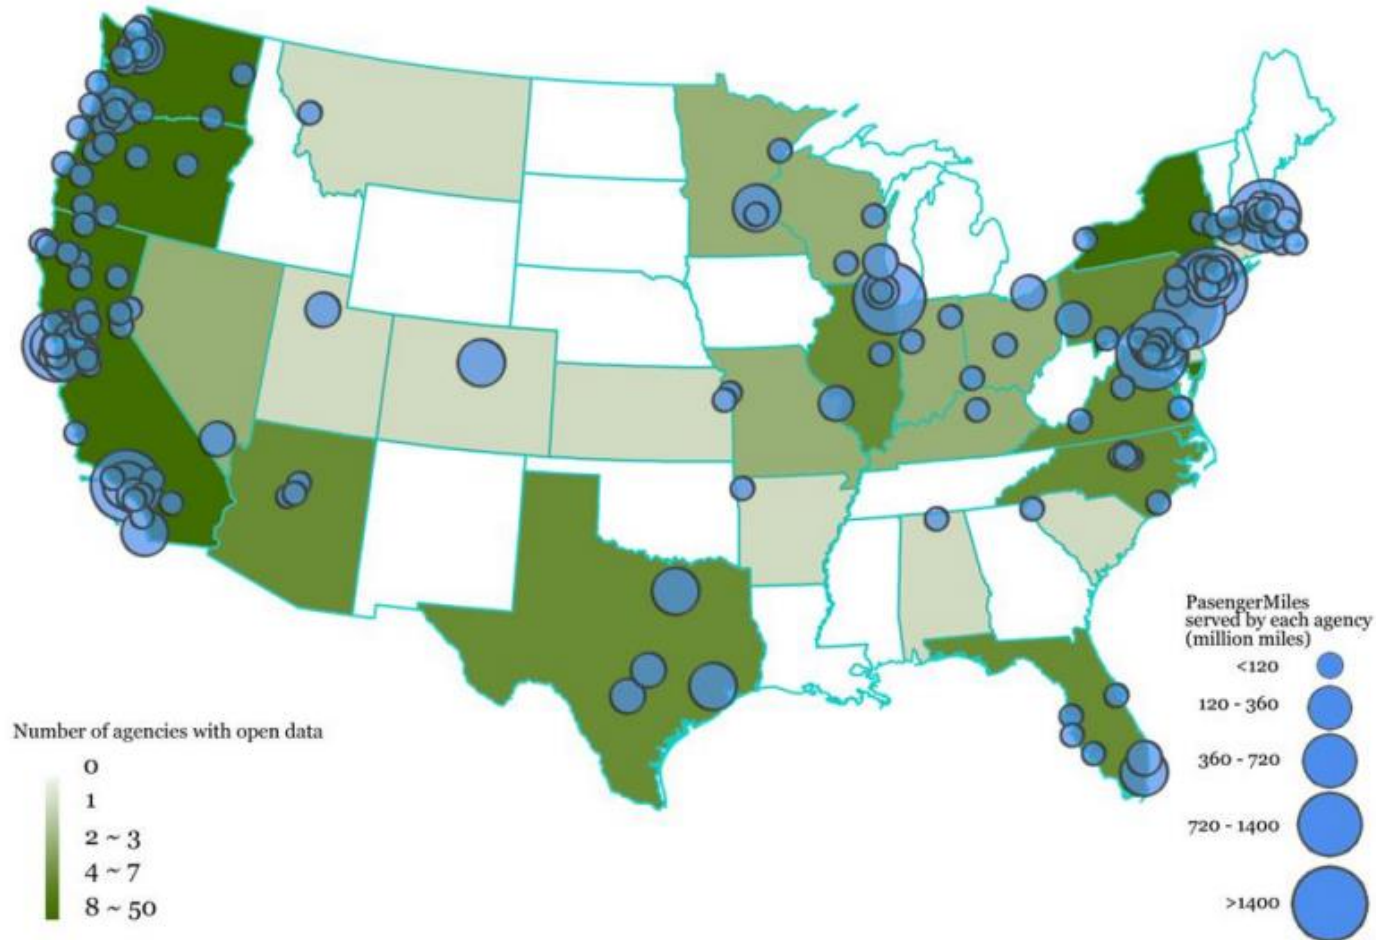 PasengerMiles
served by each agency
(million miles)
<120
120 - 360
360 - 720
720 - 1400
>1400
Number of agencies with open data
0
1
2 ~ 3
4 ~ 7
8 ~ 50